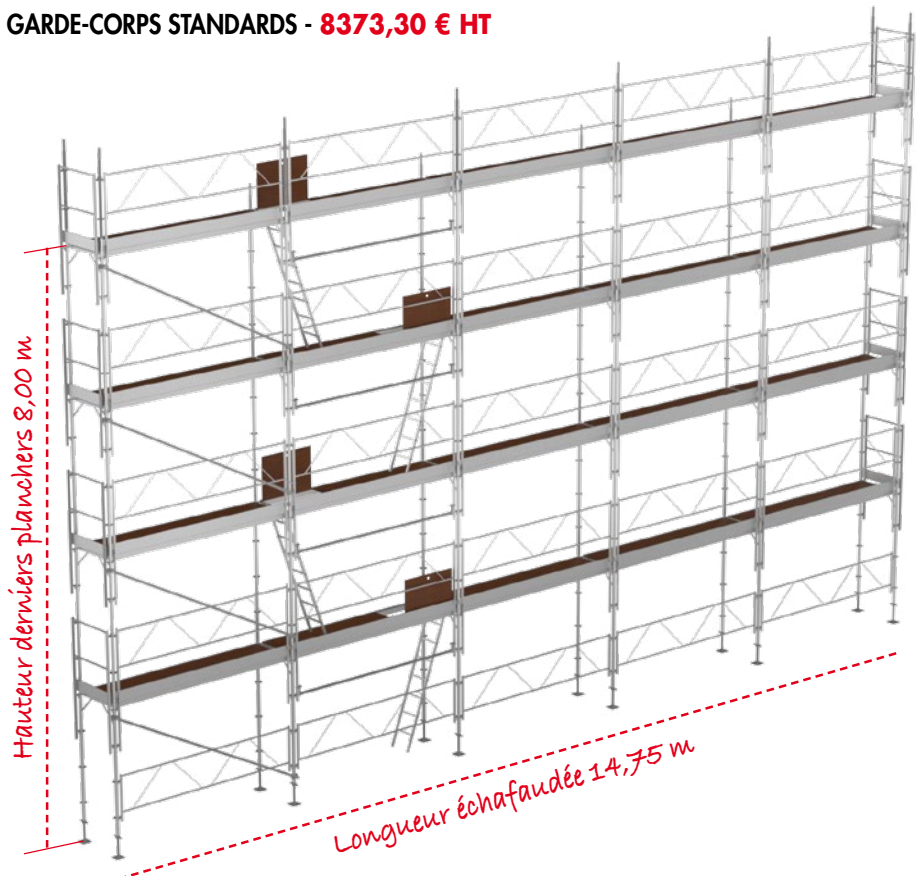 GARDE-CORPS STANDARDS - 8373,30 € HT
Hauteur derniers planchers 8,00 m
Longueur échafaudée 14,75 m